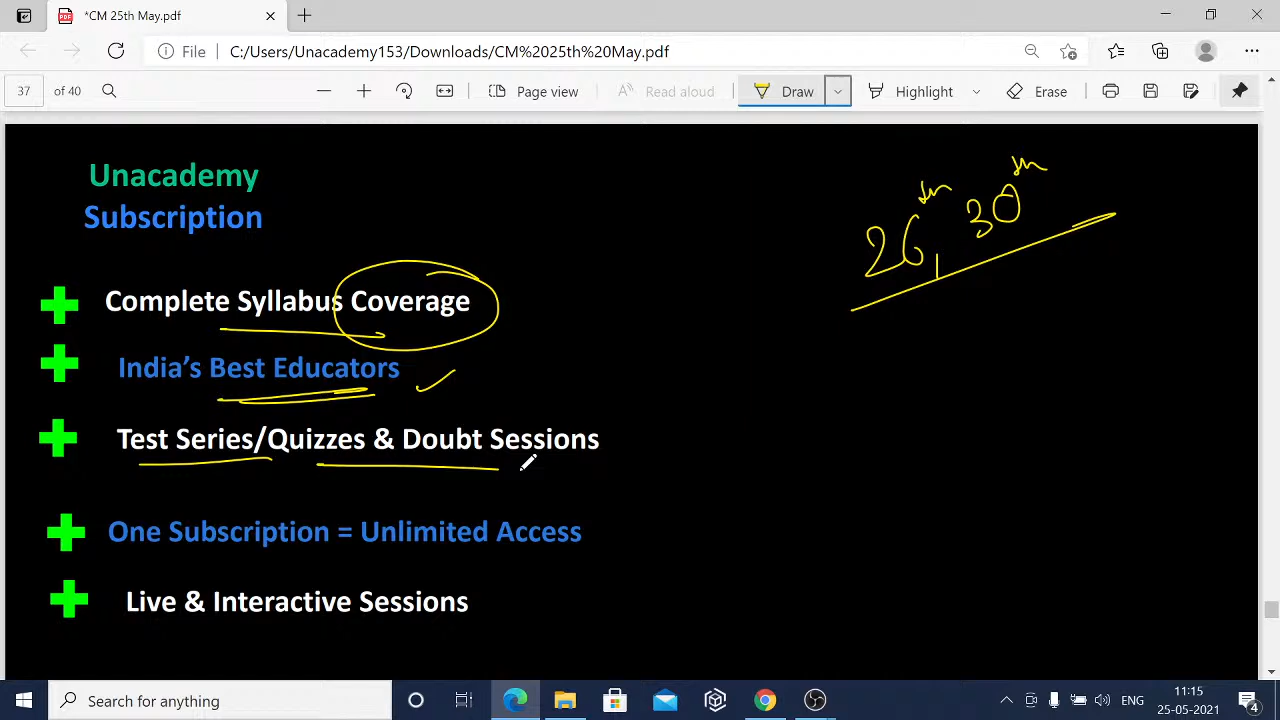 *CM 25th May.pdf
File
C:/Users/Unacademy153/Downloads/CM%2025th%20May.pdf
37 of 40
Page view
Read aloud
Draw
Highlight
Erase
Unacademy
Subscription
26th, 30th
Complete Syllabus Coverage
India's Best Educators
Test Series/Quizzes & Doubt Sessions
One Subscription = Unlimited Access
Live & Interactive Sessions
Search for anything
ENG
11:15
25-05-2021
4